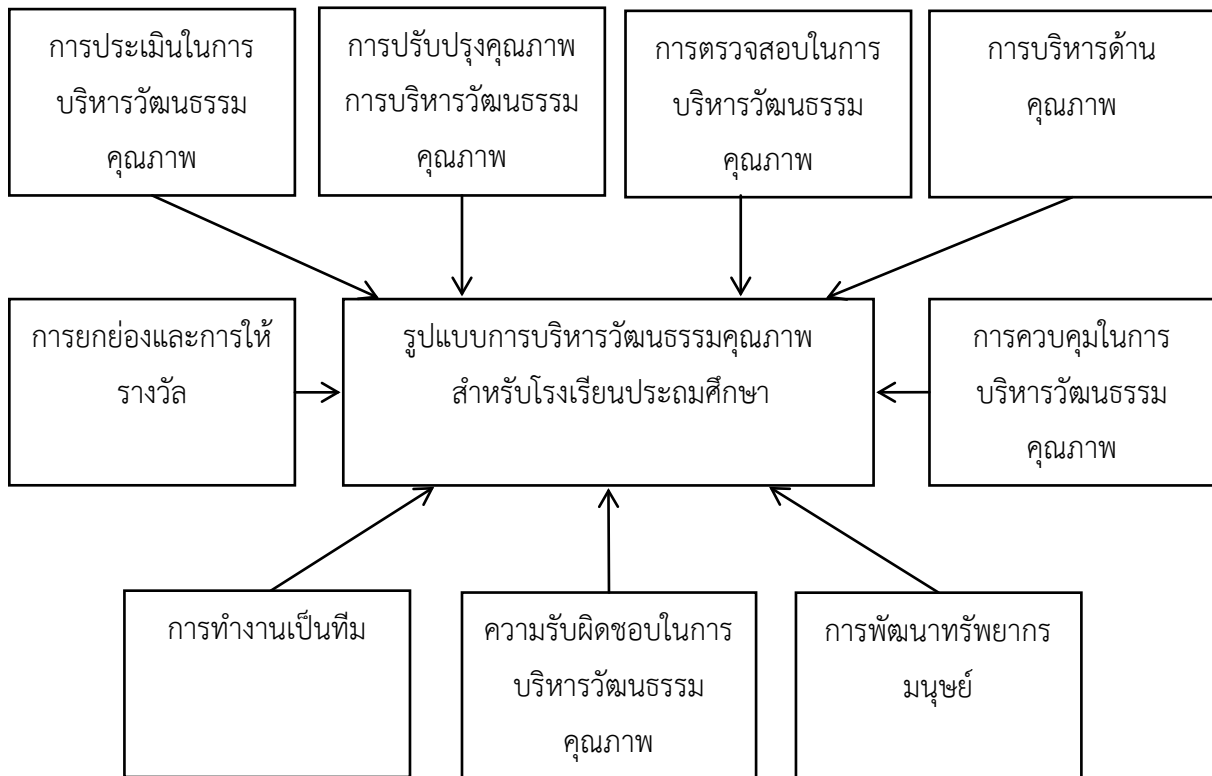 การประเมินในการ
บริหารวัฒนธรรม
คุณภาพ
การปรับปรุงคุณภาพ
การบริหารวัฒนธรรม
คุณภาพ
การตรวจสอบในการ
บริหารวัฒนธรรม
คุณภาพ
การบริหารด้าน
คุณภาพ
การยกย่องและการให้
รางวัล
รูปแบบการบริหารวัฒนธรรมคุณภาพ
สำหรับโรงเรียนประถมศึกษา
การควบคุมในการ
บริหารวัฒนธรรม
คุณภาพ
การทำงานเป็นทีม
ความรับผิดชอบในการ
บริหารวัฒนธรรม
คุณภาพ
การพัฒนาทรัพยากร
มนุษย์